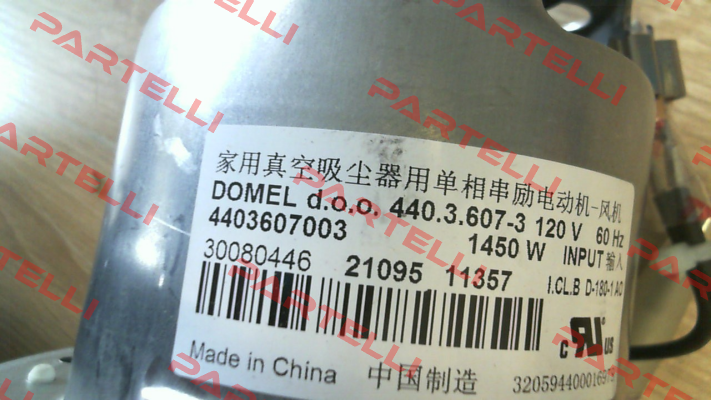 家用真空吸尘器用单相串励电动机-风机
DOMEL d.o.o. 440.3.607-3 120 V 60 Hz
4403607003 1450 W INPUT 输入
30080446 21095 11357 I.CL.B D-180-1 AC
c US
Made in China 中国制造
PARTELLI
PARTELLI
PARTELLI
PARTELLI
PARTELLI
PARTELLI